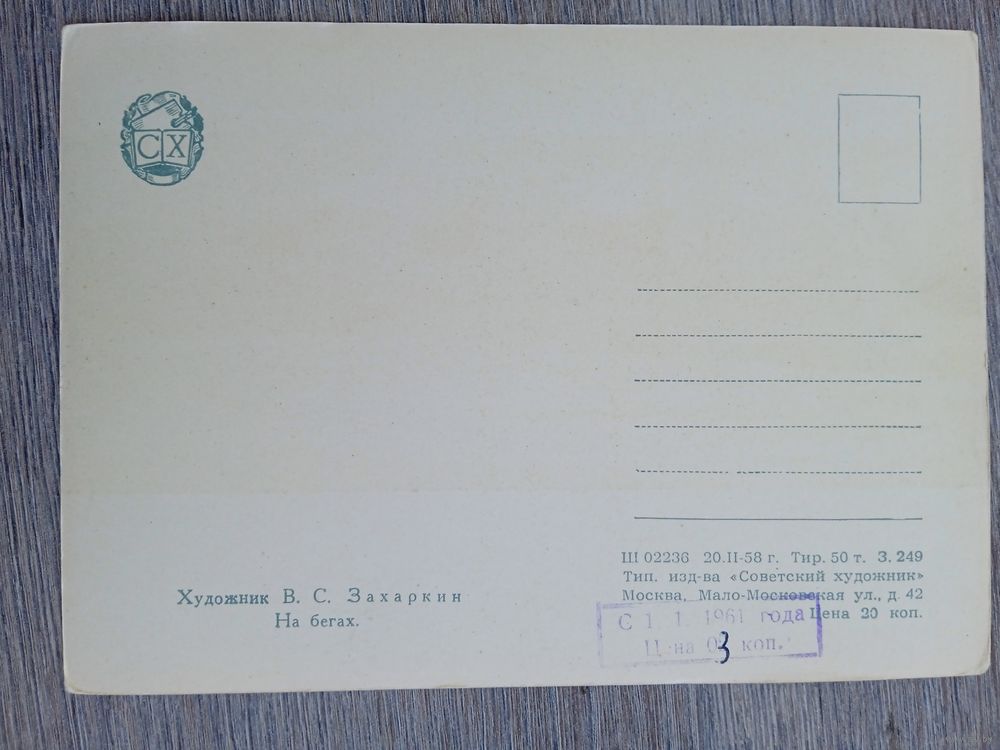 СХ
Художник В. С. Захаркин
На бегах.
Ш 02236 20.II-58 г. Тир. 50 т. З. 249
Тип. изд-ва «Советский художник»
Москва, Мало-Московская ул., д. 42
Цена 20 коп.
С 1. 1. 1961 года
Цена 03 коп.